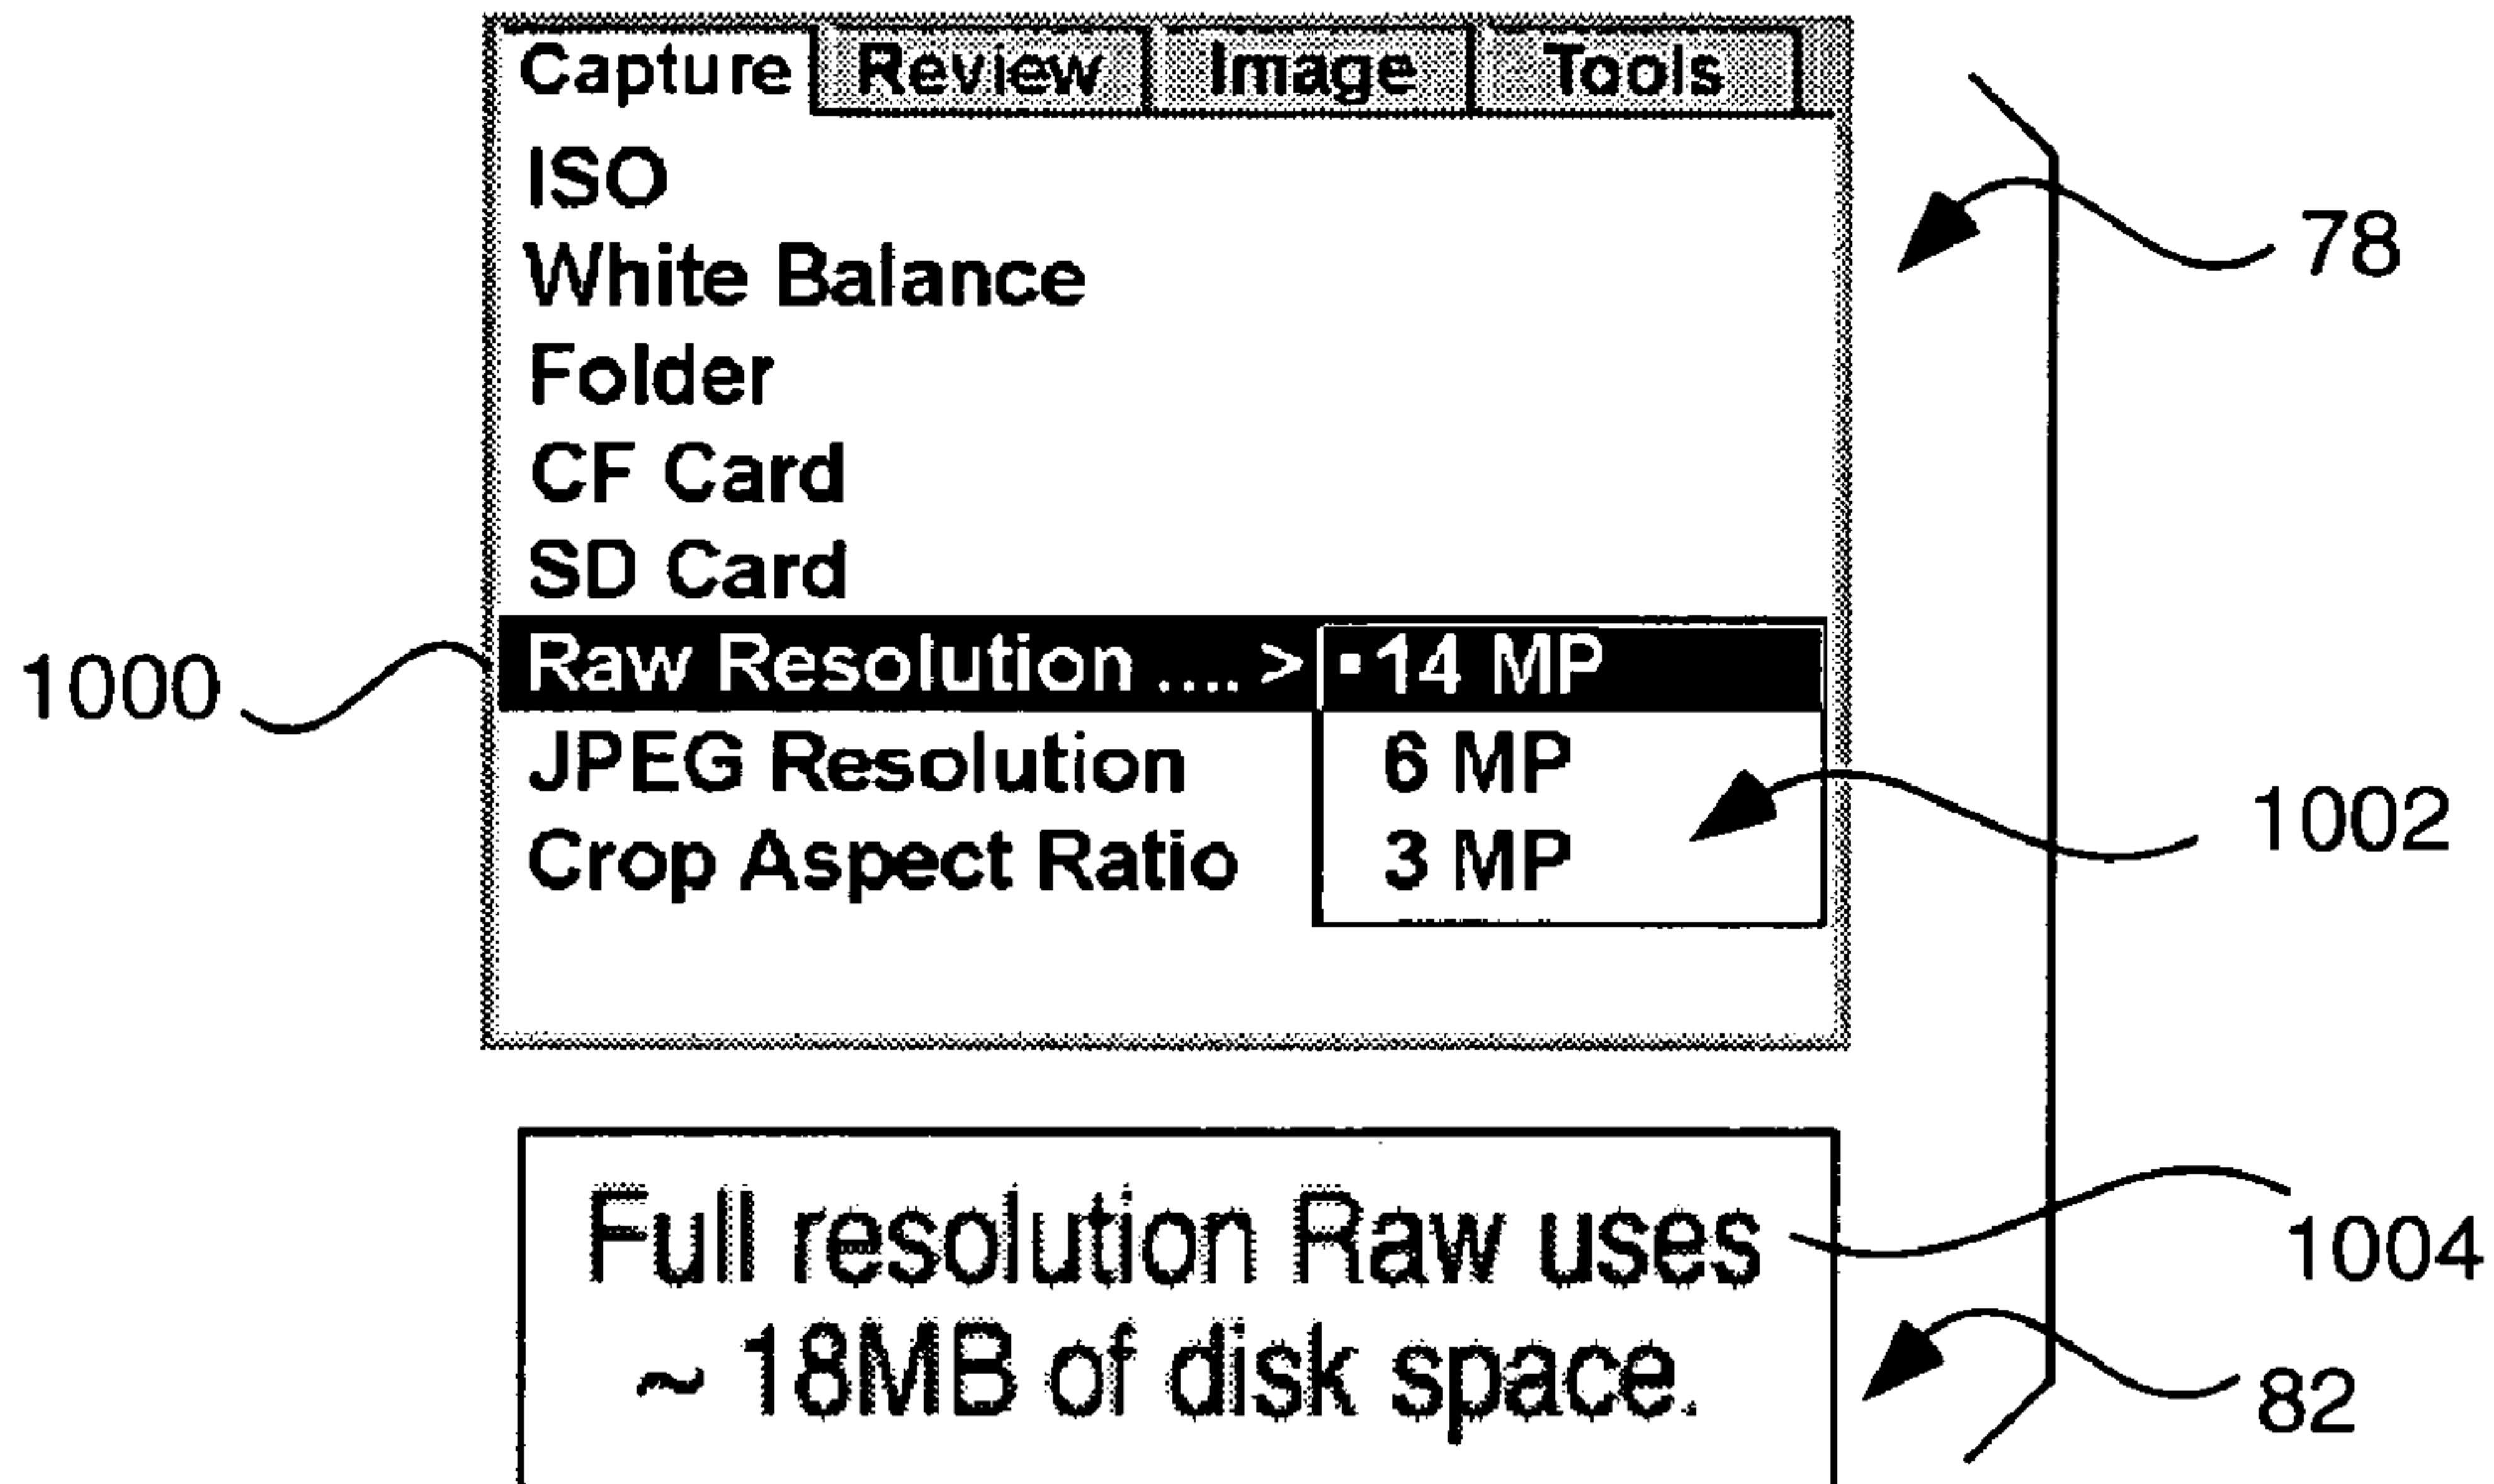 Capture Review Image Tools
ISO
White Balance
Folder
CF Card
SD Card
Raw Resolution .... > 14 MP
JPEG Resolution 6 MP
Crop Aspect Ratio 3 MP
Full resolution Raw uses
~ 18MB of disk space.
78
1000
1002
1004
82